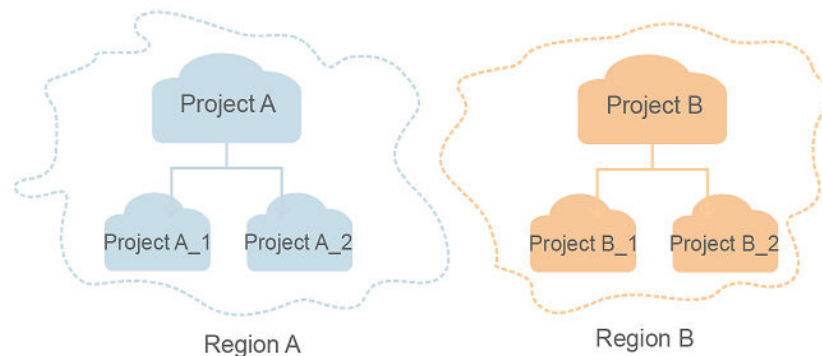 Project A
Project A_1
Project A_2
Region A
Project B
Project B_1
Project B_2
Region B